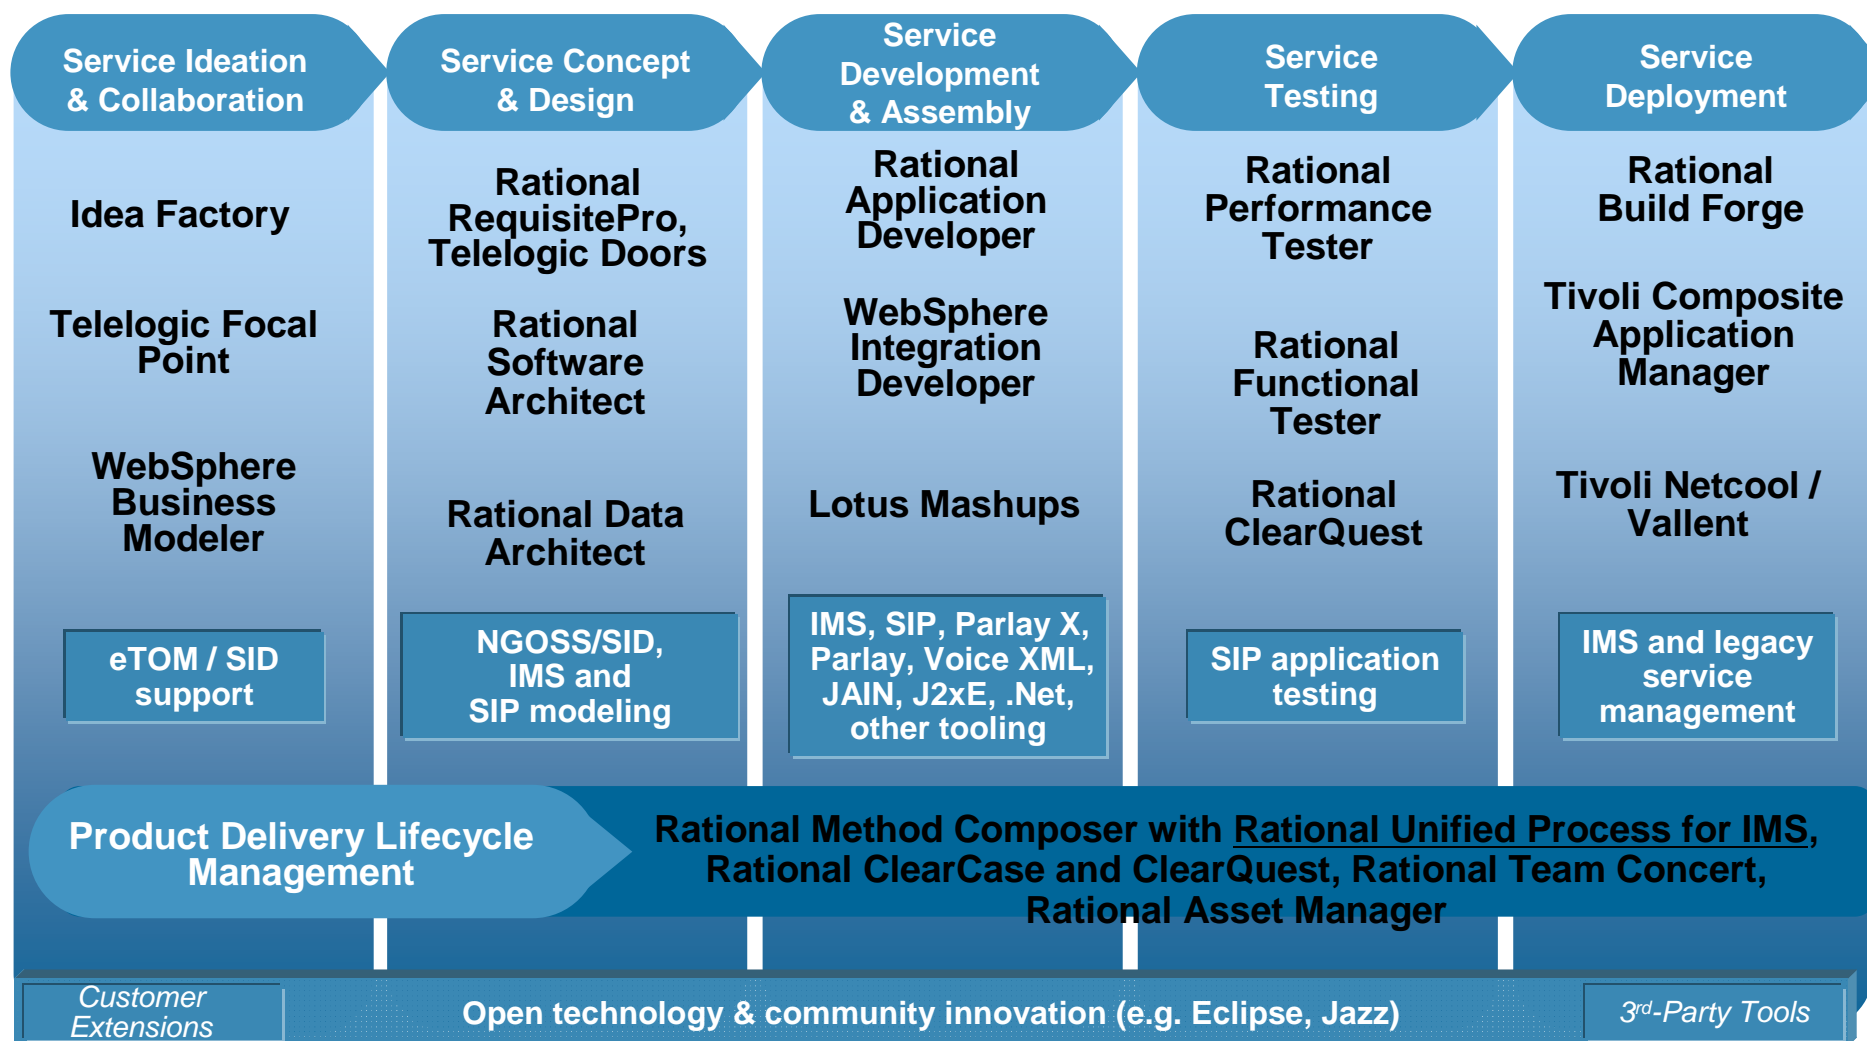 Service Ideation
& Collaboration
Service Concept
& Design
Service
Development
& Assembly
Service
Testing
Service
Deployment
Idea Factory
Telelogic Focal
Point
WebSphere
Business
Modeler
eTOM / SID
support
Rational
RequisitePro,
Telelogic Doors
Rational
Software
Architect
Rational Data
Architect
NGOSS/SID,
IMS and
SIP modeling
Rational
Application
Developer
WebSphere
Integration
Developer
Lotus Mashups
IMS, SIP, Parlay X,
Parlay, Voice XML,
JAIN, J2xE, .Net,
other tooling
Rational
Performance
Tester
Rational
Functional
Tester
Rational
ClearQuest
SIP application
testing
Rational
Build Forge
Tivoli Composite
Application
Manager
Tivoli Netcool /
Vallent
IMS and legacy
service
management
Product Delivery Lifecycle
Management
Rational Method Composer with Rational Unified Process for IMS,
Rational ClearCase and ClearQuest, Rational Team Concert,
Rational Asset Manager
Customer
Extensions
Open technology & community innovation (e.g. Eclipse, Jazz)
3rd-Party Tools